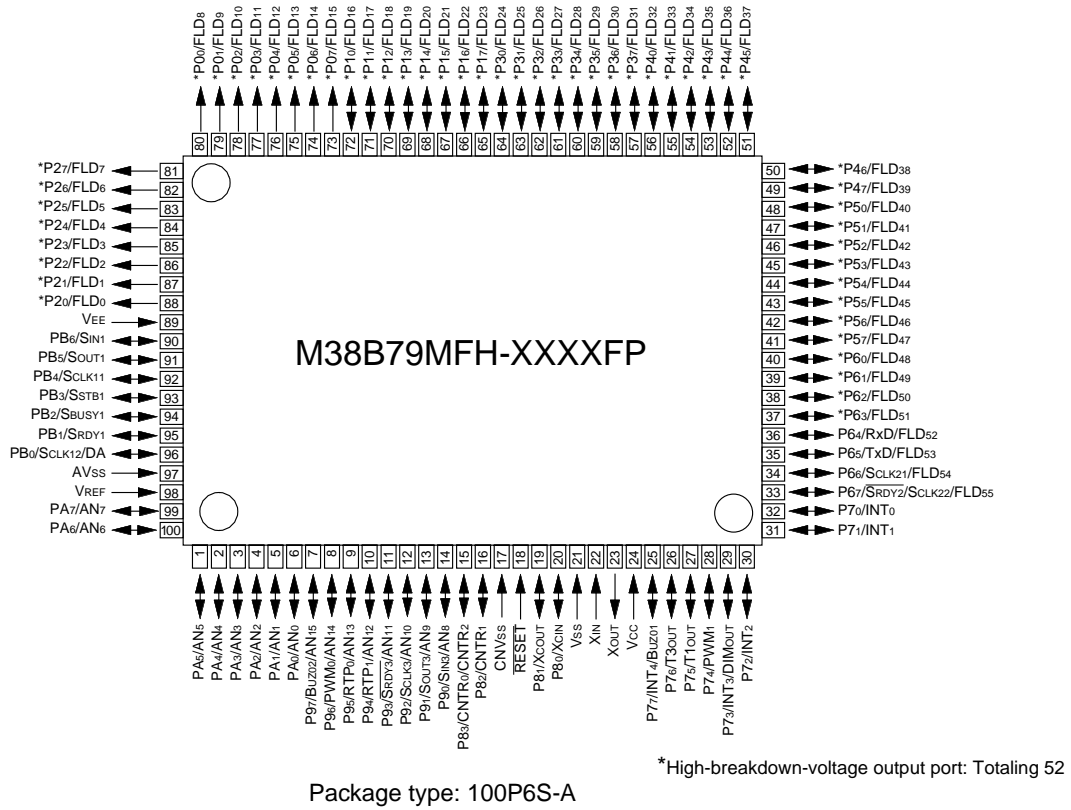 *P00/FLD8
*P01/FLD9
*P02/FLD10
*P03/FLD11
*P04/FLD12
*P05/FLD13
*P06/FLD14
*P07/FLD15
*P10/FLD16
*P11/FLD17
*P12/FLD18
*P13/FLD19
*P14/FLD20
*P15/FLD21
*P16/FLD22
*P17/FLD23
*P30/FLD24
*P31/FLD25
*P32/FLD26
*P33/FLD27
*P34/FLD28
*P35/FLD29
*P36/FLD30
*P37/FLD31
*P40/FLD32
*P41/FLD33
*P42/FLD34
*P43/FLD35
*P44/FLD36
*P45/FLD37
80 79 78 77 76 75 74 73 72 71 70 69 68 67 66 65 64 63 62 61 60 59 58 57 56 55 54 53 52 51
*P27/FLD7 81
*P26/FLD6 82
*P25/FLD5 83
*P24/FLD4 84
*P23/FLD3 85
*P22/FLD2 86
*P21/FLD1 87
*P20/FLD0 88
VEE 89
PB6/SIN1 90
PB5/SOUT1 91
PB4/SCLK11 92
PB3/SSTB1 93
PB2/SBUSY1 94
PB1/SRDY1 95
PB0/SCLK12/DA 96
AVSS 97
VREF 98
PA7/AN7 99
PA6/AN6 100
M38B79MFH-XXXXFP
50 *P46/FLD38
49 *P47/FLD39
48 *P50/FLD40
47 *P51/FLD41
46 *P52/FLD42
45 *P53/FLD43
44 *P54/FLD44
43 *P55/FLD45
42 *P56/FLD46
41 *P57/FLD47
40 *P60/FLD48
39 *P61/FLD49
38 *P62/FLD50
37 *P63/FLD51
36 P64/RxD/FLD52
35 P65/TxD/FLD53
34 P66/SCLK21/FLD54
33 P67/SRDY2/SCLK22/FLD55
32 P70/INT0
31 P71/INT1
1 2 3 4 5 6 7 8 9 10 11 12 13 14 15 16 17 18 19 20 21 22 23 24 25 26 27 28 29 30
PA5/AN5
PA4/AN4
PA3/AN3
PA2/AN2
PA1/AN1
PA0/AN0
P97/BUZ02/AN15
P96/PWM0/AN14
P95/RTP0/AN13
P94/RTP1/AN12
P93/SRDY3/AN11
P92/SCLK3/AN10
P91/SOUT3/AN9
P90/SIN3/AN8
P83/CNTR0/CNTR2
P82/CNTR1
CNVSS
RESET
P81/XCOUT
P80/XCIN
VSS
XIN
XOUT
VCC
P77/INT4/BUZ01
P76/T3OUT
P75/T1OUT
P74/PWM1
P73/INT3/DIMOUT
P72/INT2
*High-breakdown-voltage output port: Totaling 52
Package type: 100P6S-A